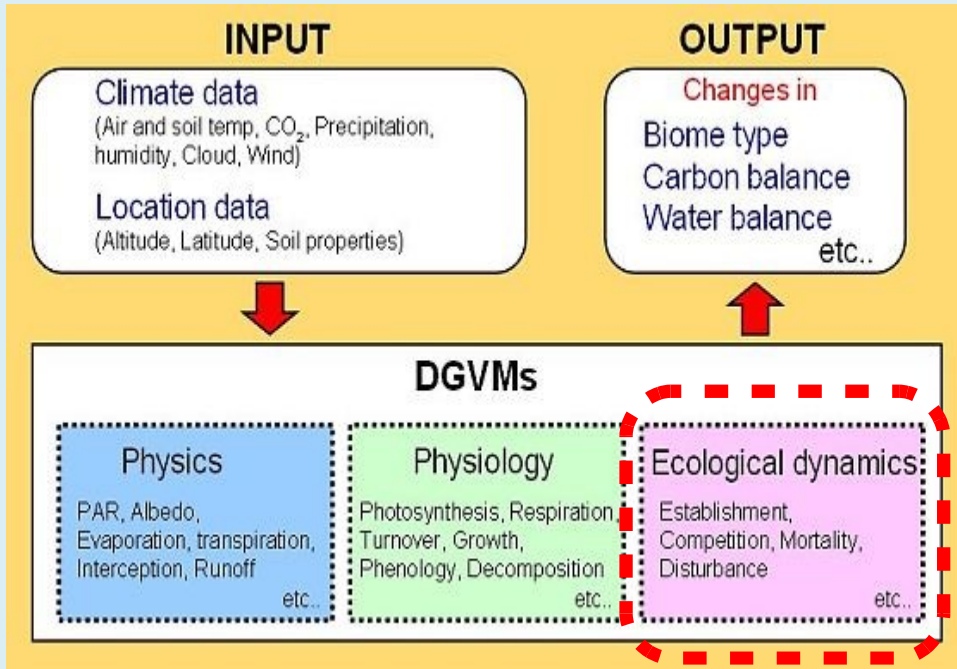 INPUT
Climate data
(Air and soil temp, CO₂, Precipitation,
humidity, Cloud, Wind)
Location data
(Altitude, Latitude, Soil properties)
OUTPUT
Changes in
Biome type
Carbon balance
Water balance
etc..
DGVMs
Physics
PAR, Albedo,
Evaporation, transpiration,
Interception, Runoff
etc..
Physiology
Photosynthesis, Respiration,
Turnover, Growth,
Phenology, Decomposition
etc..
Ecological dynamics
Establishment,
Competition, Mortality,
Disturbance
etc..